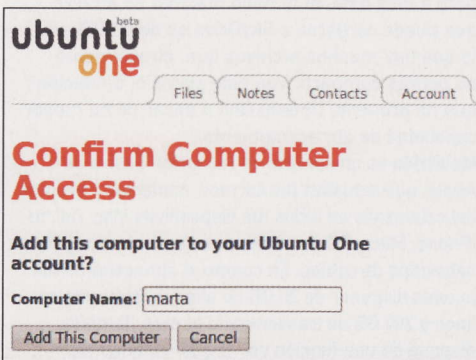 beta
ubuntu
one
Files Notes Contacts Account
Confirm Computer
Access
Add this computer to your Ubuntu One
account?
Computer Name: marta
Add This Computer Cancel